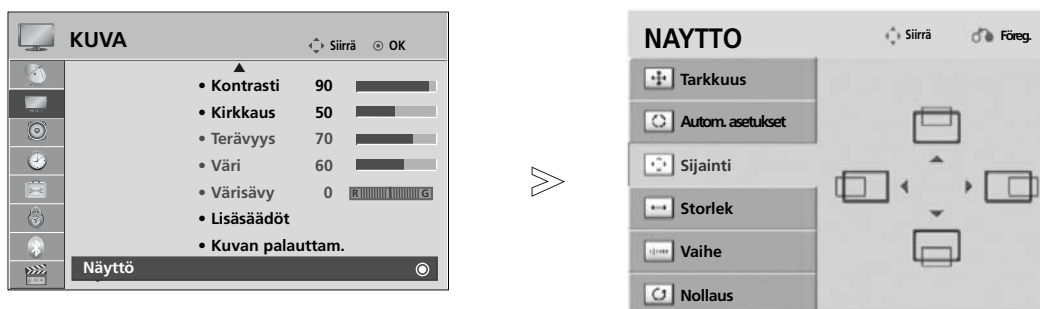 KUVA Siirrä OK
• Kontrasti 90
• Kirkkaus 50
• Terävyys 70
• Väri 60
• Värisävy 0 R G
• Lisäsäädöt
• Kuvan palauttam.
Näyttö
NAYTTO Siirrä Föreg.
Tarkkuus
Autom. asetukset
Sijainti
Storlek
Vaihe
Nollaus